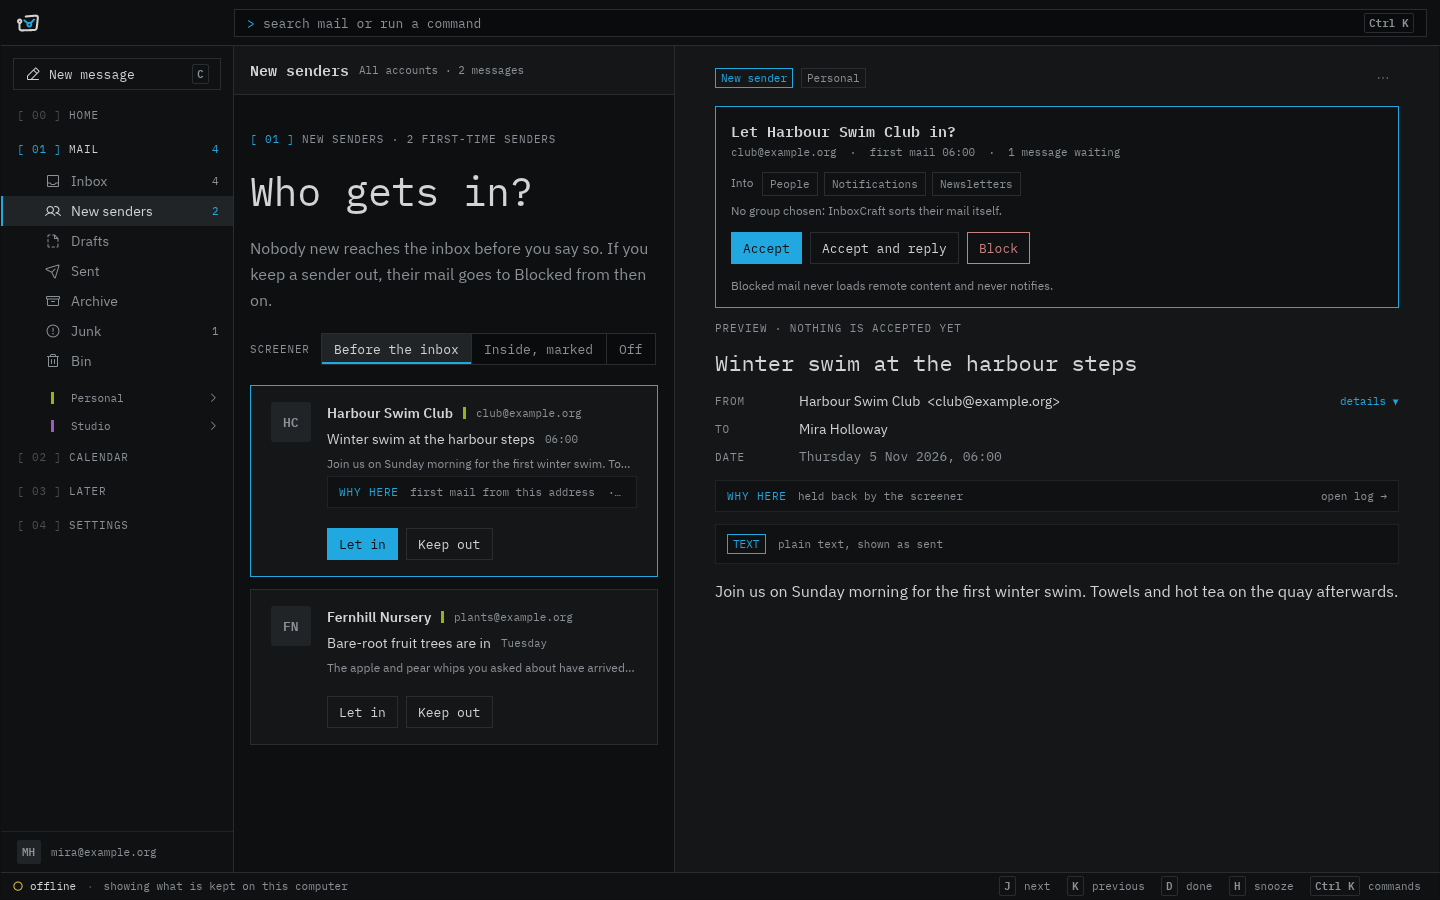 > search mail or run a command
Ctrl K
New message
C
[ 00 ] HOME
[ 01 ] MAIL 4
Inbox 4
New senders 2
Drafts
Sent
Archive
Junk 1
Bin
Personal
Studio
[ 02 ] CALENDAR
[ 03 ] LATER
[ 04 ] SETTINGS
MH mira@example.org
New senders All accounts · 2 messages
[ 01 ] NEW SENDERS · 2 FIRST-TIME SENDERS
Who gets in?
Nobody new reaches the inbox before you say so. If you
keep a sender out, their mail goes to Blocked from then
on.
SCREENER Before the inbox Inside, marked Off
HC
Harbour Swim Club club@example.org
Winter swim at the harbour steps 06:00
Join us on Sunday morning for the first winter swim. To…
WHY HERE first mail from this address ·…
Let in Keep out
FN
Fernhill Nursery plants@example.org
Bare-root fruit trees are in Tuesday
The apple and pear whips you asked about have arrived…
Let in Keep out
New sender Personal ···
Let Harbour Swim Club in?
club@example.org · first mail 06:00 · 1 message waiting
Into People Notifications Newsletters
No group chosen: InboxCraft sorts their mail itself.
Accept Accept and reply Block
Blocked mail never loads remote content and never notifies.
PREVIEW · NOTHING IS ACCEPTED YET
Winter swim at the harbour steps
FROM Harbour Swim Club <club@example.org> details ▾
TO Mira Holloway
DATE Thursday 5 Nov 2026, 06:00
WHY HERE held back by the screener open log →
TEXT plain text, shown as sent
Join us on Sunday morning for the first winter swim. Towels and hot tea on the quay afterwards.
offline · showing what is kept on this computer
J next K previous D done H snooze Ctrl K commands